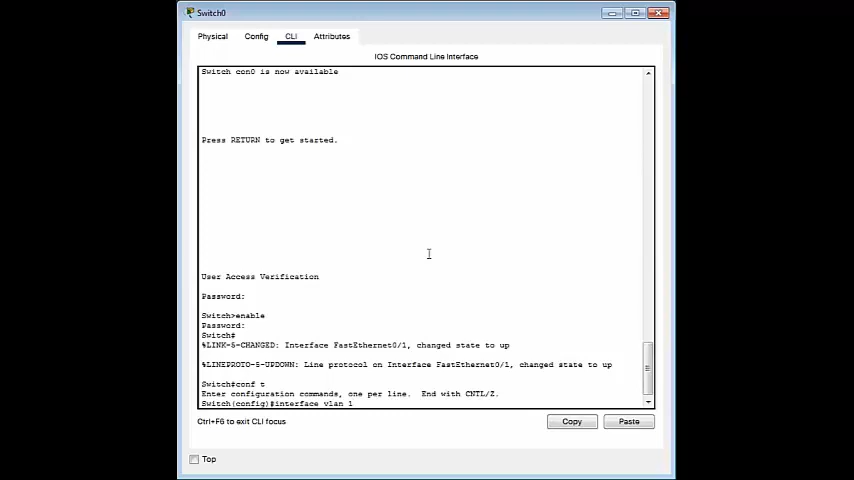 Switch0
Physical Config CLI Attributes
IOS Command Line Interface
Switch con0 is now available
Press RETURN to get started.
User Access Verification
Password:
Switch>enable
Password:
Switch#
%LINK-5-CHANGED: Interface FastEthernet0/1, changed state to up
%LINEPROTO-5-UPDOWN: Line protocol on Interface FastEthernet0/1, changed state to up
Switch#conf t
Enter configuration commands, one per line. End with CNTL/Z.
Switch(config)#interface vlan 1
Ctrl+F6 to exit CLI focus
Copy Paste
Top